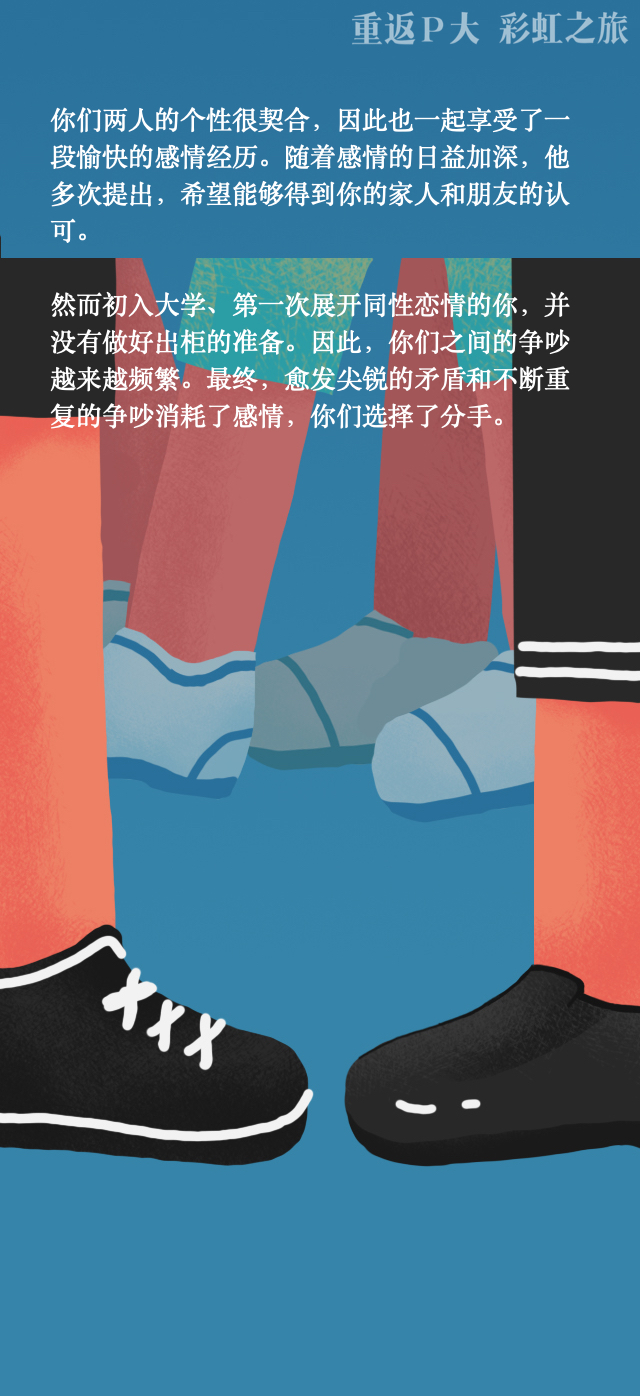 重返P大 彩虹之旅
你们两人的个性很契合，因此也一起享受了一
段愉快的感情经历。随着感情的日益加深，他
多次提出，希望能够得到你的家人和朋友的认
可。
然而初入大学、第一次展开同性恋情的你，并
没有做好出柜的准备。因此，你们之间的争吵
越来越频繁。最终，愈发尖锐的矛盾和不断重
复的争吵消耗了感情，你们选择了分手。